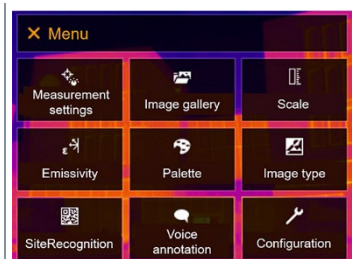 Menu
Measurement
settings
Image gallery
Scale
ε
Emissivity
Palette
Image type
SiteRecognition
Voice
annotation
Configuration